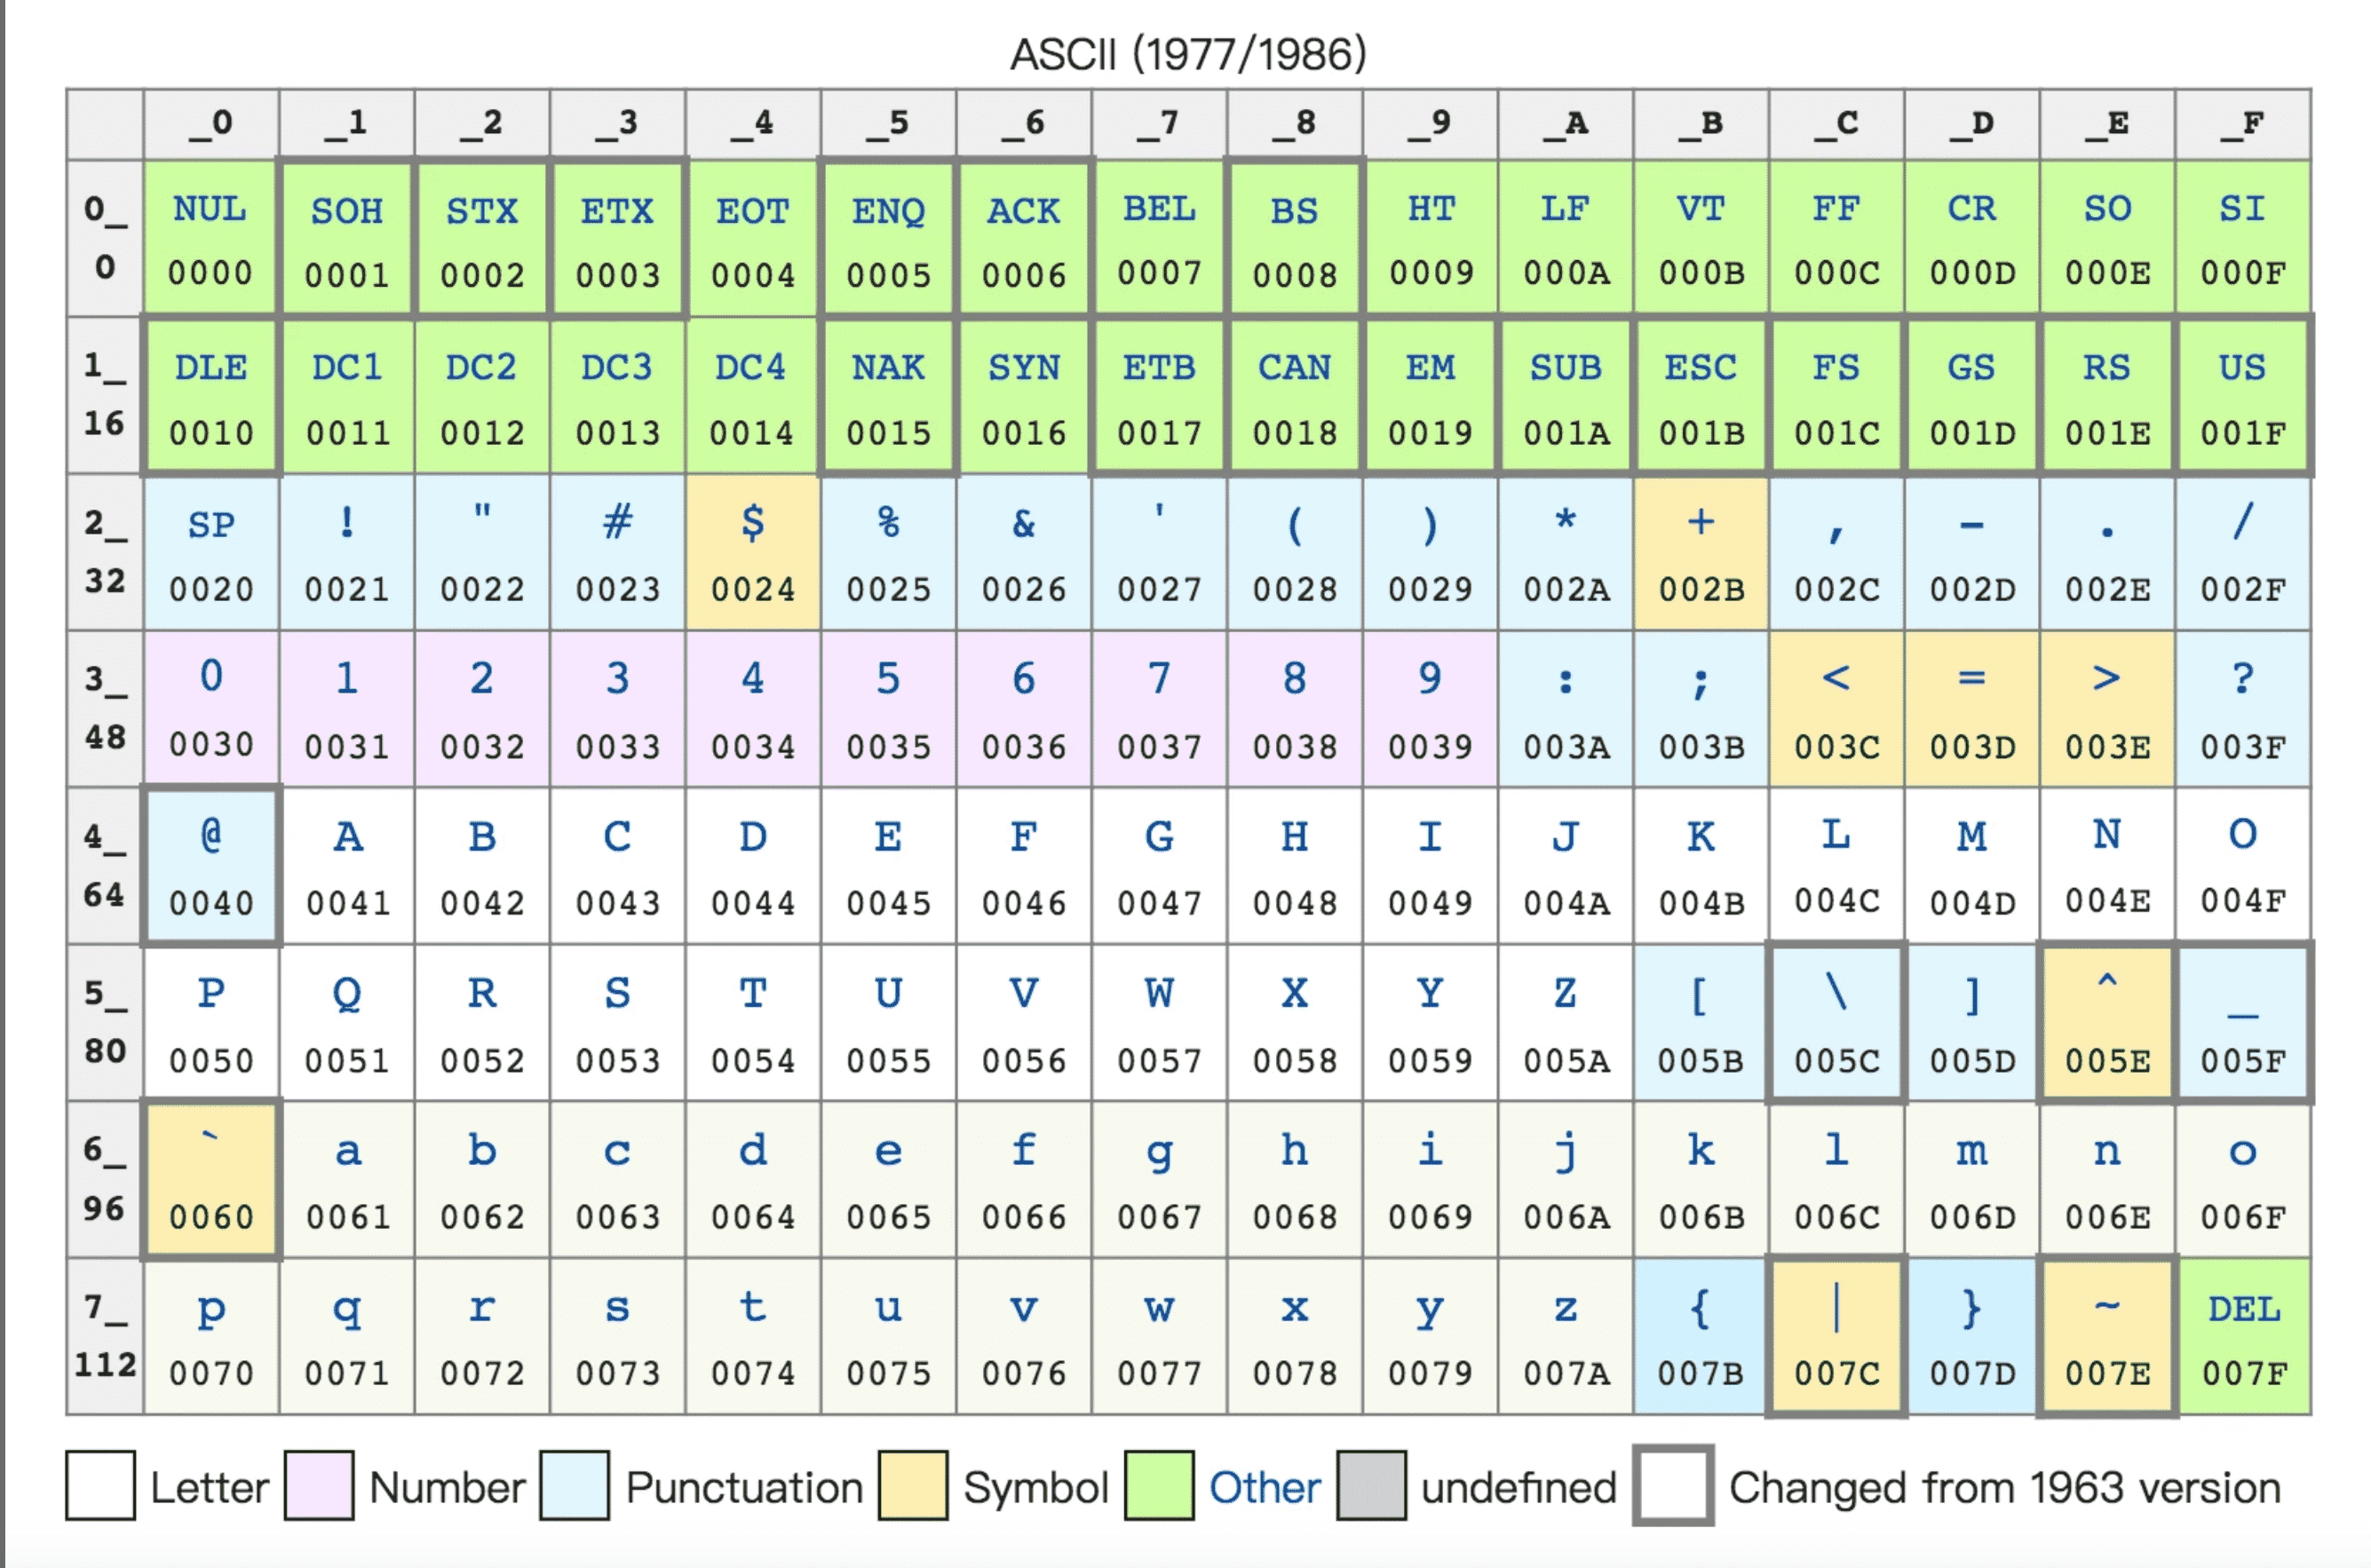 ASCII (1977/1986)
_0 _1 _2 _3 _4 _5 _6 _7 _8 _9 _A _B _C _D _E _F
0_ NUL SOH STX ETX EOT ENQ ACK BEL BS HT LF VT FF CR SO SI
0 0000 0001 0002 0003 0004 0005 0006 0007 0008 0009 000A 000B 000C 000D 000E 000F
1_ DLE DC1 DC2 DC3 DC4 NAK SYN ETB CAN EM SUB ESC FS GS RS US
16 0010 0011 0012 0013 0014 0015 0016 0017 0018 0019 001A 001B 001C 001D 001E 001F
2_ SP ! " # $ % & ' ( ) * + , - . /
32 0020 0021 0022 0023 0024 0025 0026 0027 0028 0029 002A 002B 002C 002D 002E 002F
3_ 0 1 2 3 4 5 6 7 8 9 : ; < = > ?
48 0030 0031 0032 0033 0034 0035 0036 0037 0038 0039 003A 003B 003C 003D 003E 003F
4_ @ A B C D E F G H I J K L M N O
64 0040 0041 0042 0043 0044 0045 0046 0047 0048 0049 004A 004B 004C 004D 004E 004F
5_ P Q R S T U V W X Y Z [ \ ] ^ _
80 0050 0051 0052 0053 0054 0055 0056 0057 0058 0059 005A 005B 005C 005D 005E 005F
6_ ` a b c d e f g h i j k l m n o
96 0060 0061 0062 0063 0064 0065 0066 0067 0068 0069 006A 006B 006C 006D 006E 006F
7_ p q r s t u v w x y z { | } ~ DEL
112 0070 0071 0072 0073 0074 0075 0076 0077 0078 0079 007A 007B 007C 007D 007E 007F
Letter Number Punctuation Symbol Other undefined Changed from 1963 version